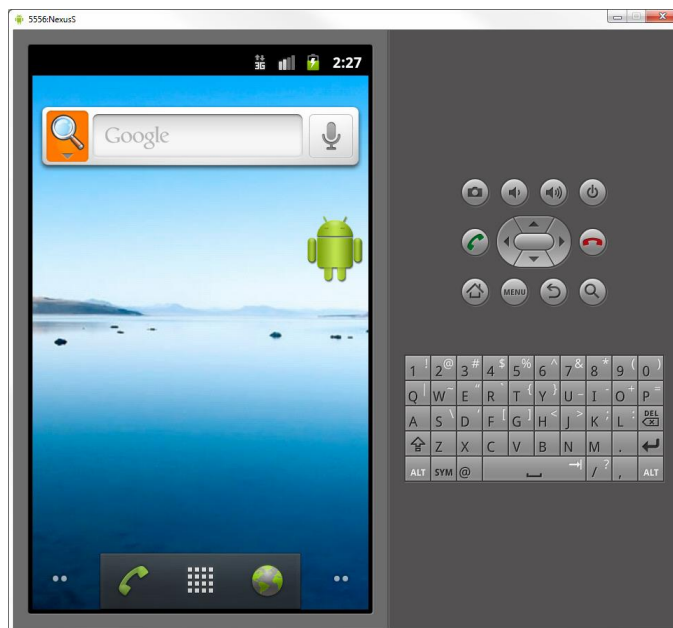 5556:NexusS
3G 2:27
Google
MENU
1 ! 2 @ 3 # 4 $ 5 % 6 ^ 7 & 8 * 9 ( 0 )
Q | W ~ E " R ` T { Y } U _ I - O + P =
A S \ D ' F [ G ] H < J > K ; L : DEL
Z X C V B N M .
ALT SYM @ / ? , ALT